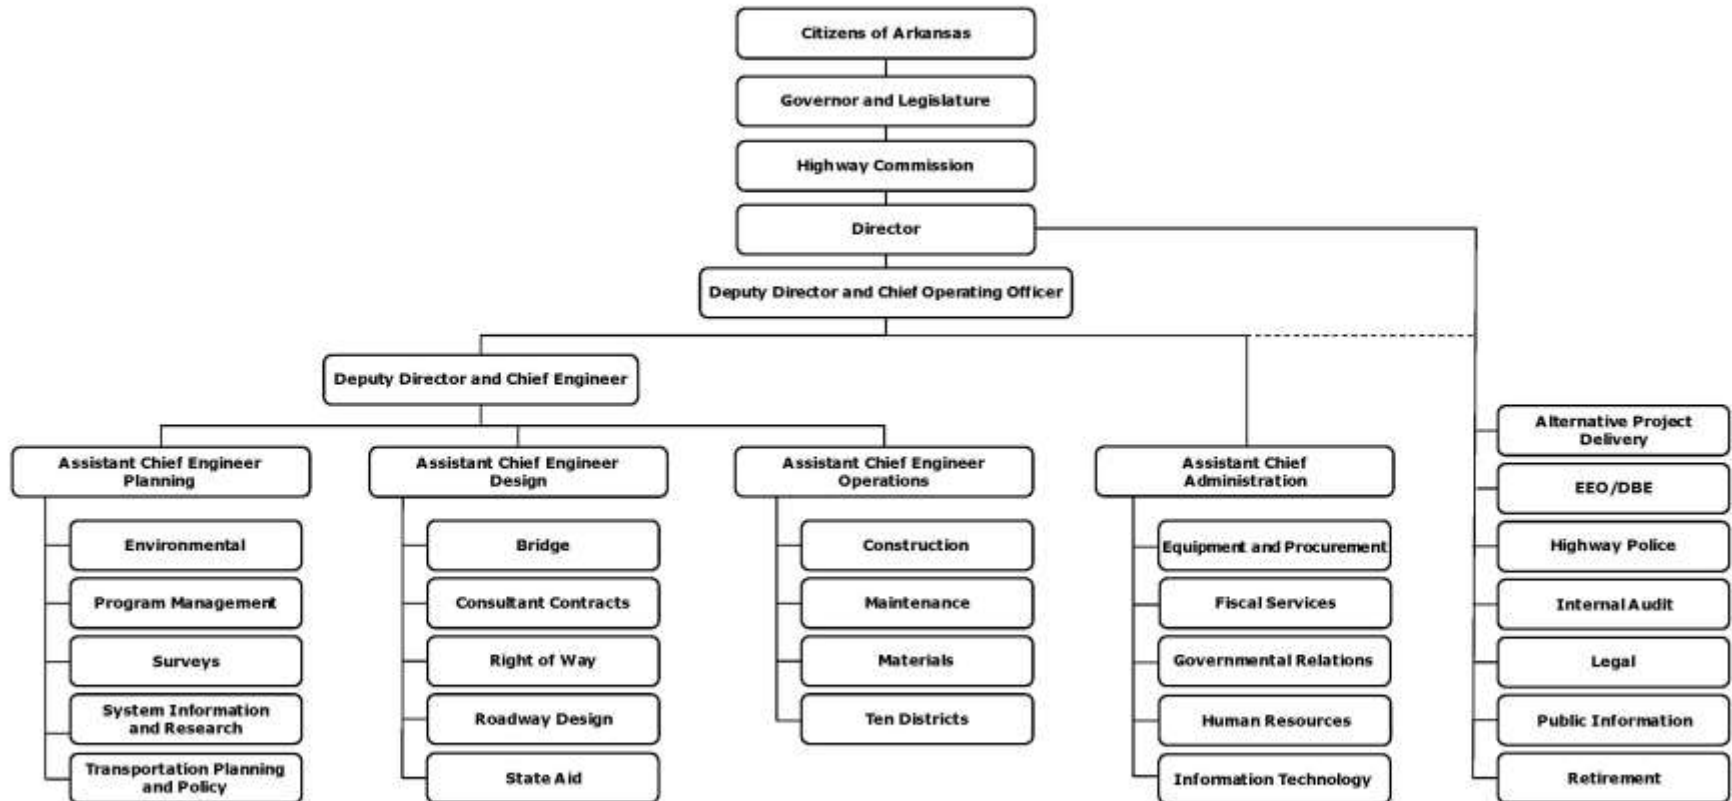 Citizens of Arkansas
Governor and Legislature
Highway Commission
Director
Deputy Director and Chief Operating Officer
Deputy Director and Chief Engineer
Assistant Chief Engineer
Planning
Environmental
Program Management
Surveys
System Information
and Research
Transportation Planning
and Policy
Assistant Chief Engineer
Design
Bridge
Consultant Contracts
Right of Way
Roadway Design
State Aid
Assistant Chief Engineer
Operations
Construction
Maintenance
Materials
Ten Districts
Assistant Chief
Administration
Equipment and Procurement
Fiscal Services
Governmental Relations
Human Resources
Information Technology
Alternative Project
Delivery
EEO/DBE
Highway Police
Internal Audit
Legal
Public Information
Retirement